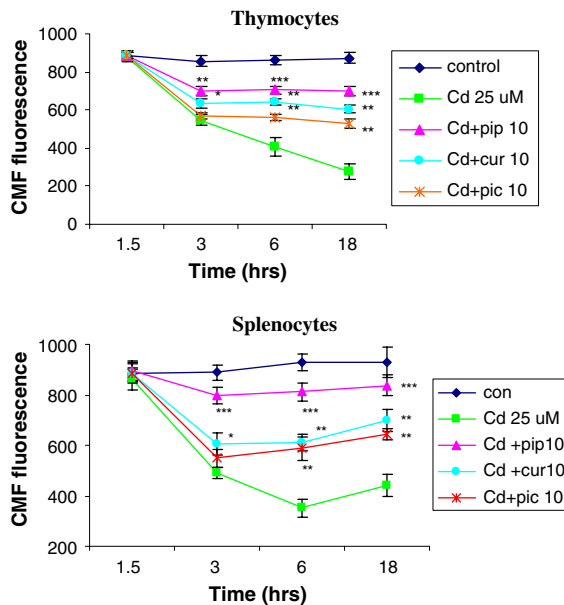 Thymocytes
CMF fluorescence
1000
800
600
400
200
0
** *** ***
* ** **
** **
1.5 3 6 18
Time (hrs)
control
Cd 25 uM
Cd+pip 10
Cd+cur 10
Cd+pic 10
Splenocytes
CMF fluorescence
1000
800
600
400
200
*** *** ***
* ** **
** **
1.5 3 6 18
Time (hrs)
con
Cd 25 uM
Cd +pip10
Cd +cur10
Cd+pic 10